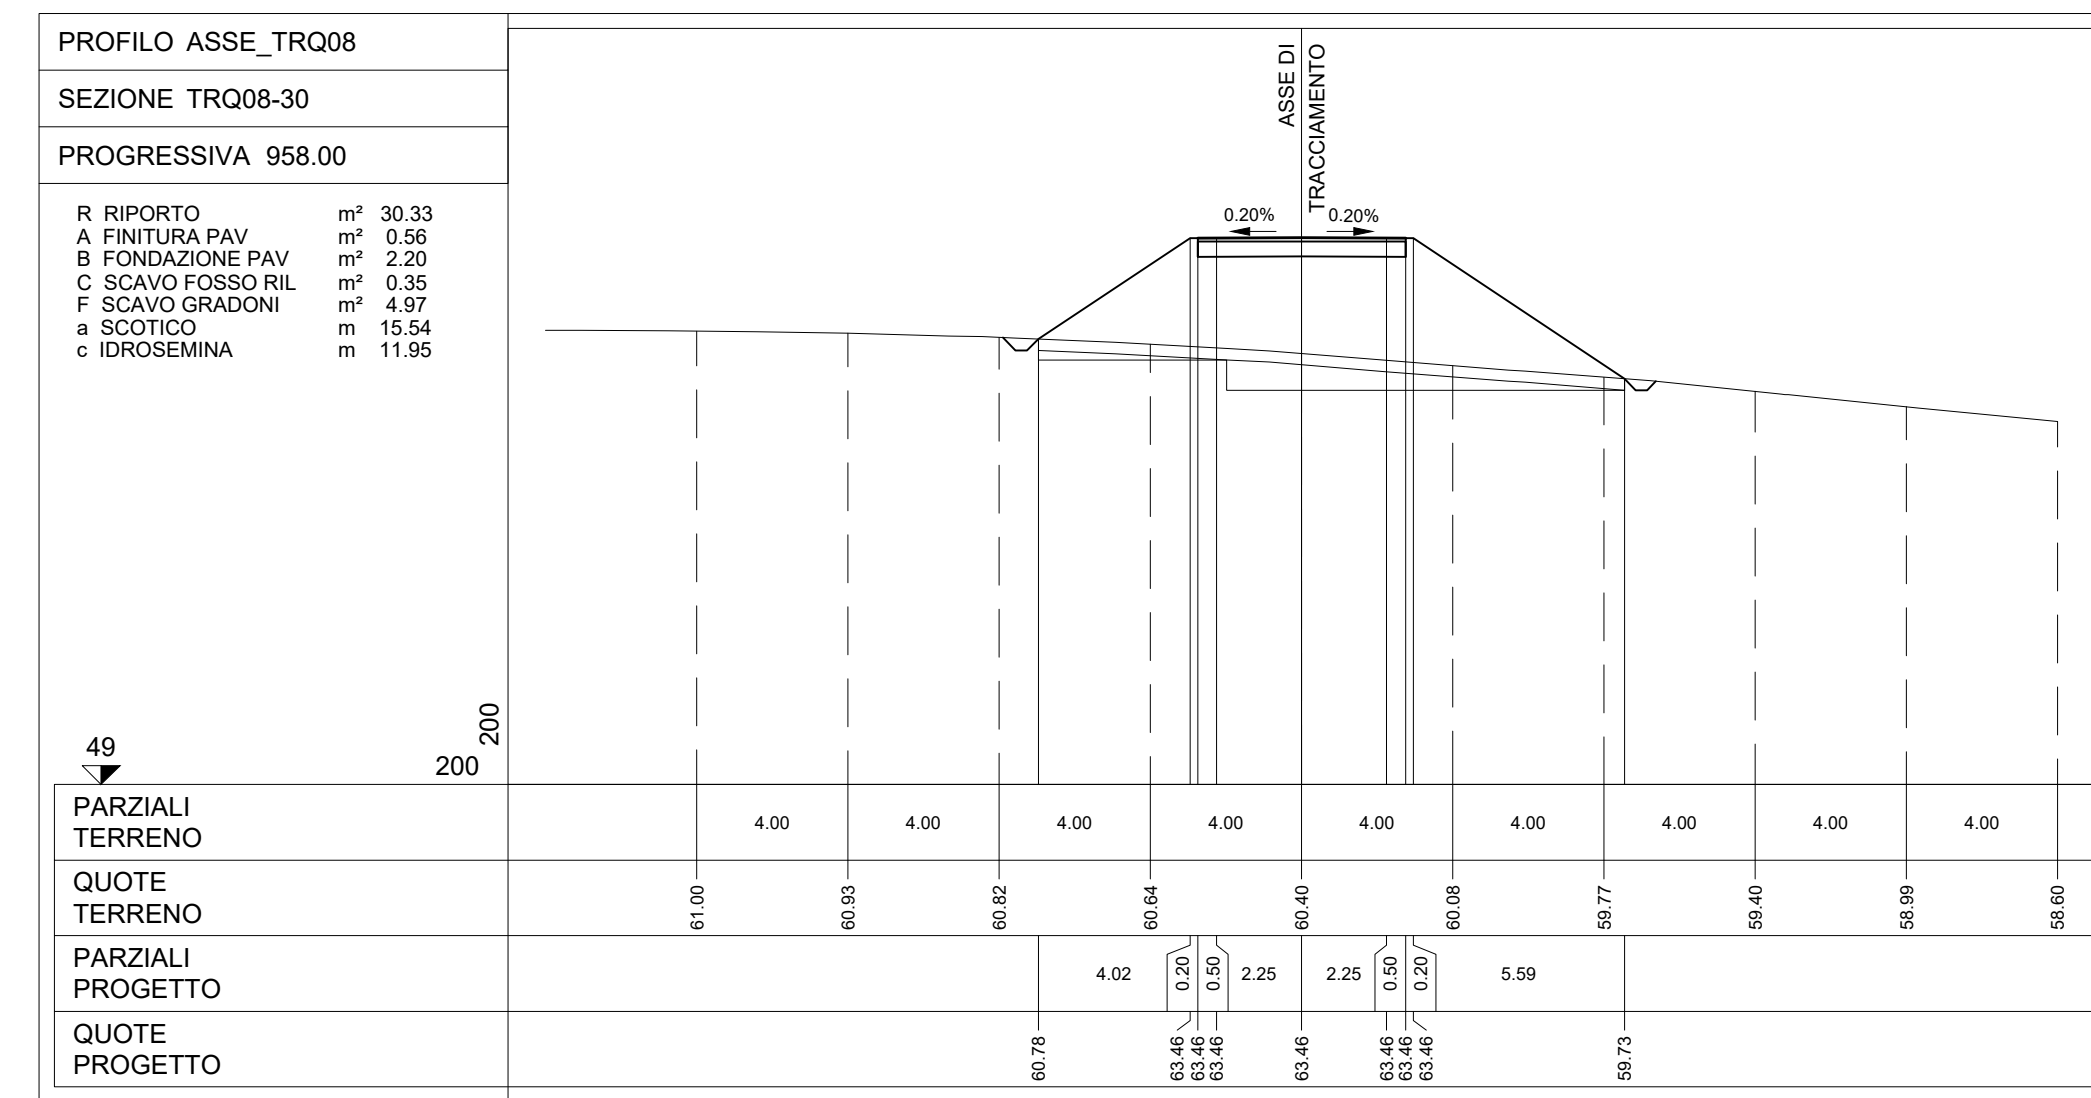 PROFILO ASSE_TRQ08
SEZIONE TRQ08-30
PROGRESSIVA 958.00
R RIPORTO m² 30.33
A FINITURA PAV m² 0.56
B FONDAZIONE PAV m² 2.20
C SCAVO FOSSO RIL m² 0.35
F SCAVO GRADONI m² 4.97
a SCOTICO m 15.54
c IDROSEMINA m 11.95
ASSE DI
TRACCIAMENTO
0.20% 0.20%
49
200
200
PARZIALI
TERRENO
4.00 4.00 4.00 4.00 4.00 4.00 4.00 4.00 4.00
QUOTE
TERRENO
61.00 60.93 60.82 60.64 60.40 60.08 59.77 59.40 58.99 58.60
PARZIALI
PROGETTO
4.02 0.20 0.50 2.25 2.25 0.50 0.20 5.59
QUOTE
PROGETTO
60.78 63.46 63.46 63.46 63.46 63.46 63.46 63.46 59.73